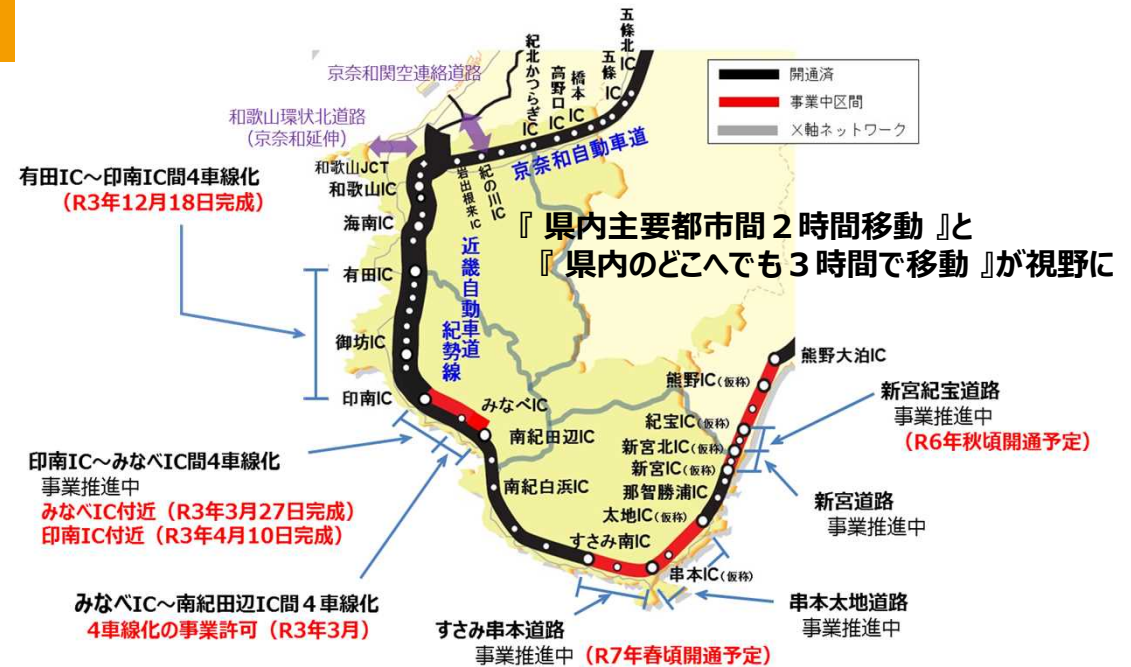 五條北IC
五條IC
橋本IC
高野口IC
紀北かつらぎIC
京奈和関空連絡道路
開通済
事業中区間
X軸ネットワーク
和歌山環状北道路
(京奈和延伸)
京奈和自動車道
紀の川IC
岩出根来IC
和歌山JCT
和歌山IC
有田IC~印南IC間4車線化
(R3年12月18日完成)
海南IC
『 県内主要都市間2時間移動 』と
『 県内のどこへでも3時間で移動 』が視野に
近畿自動車道
紀勢線
有田IC
御坊IC
印南IC
みなべIC
南紀田辺IC
南紀白浜IC
熊野大泊IC
熊野IC(仮称)
紀宝IC(仮称)
新宮北IC(仮称)
新宮IC(仮称)
那智勝浦IC
太地IC(仮称)
すさみ南IC
串本IC(仮称)
新宮紀宝道路
事業推進中
(R6年秋頃開通予定)
新宮道路
事業推進中
印南IC~みなべIC間4車線化
事業推進中
みなべIC付近(R3年3月27日完成)
印南IC付近(R3年4月10日完成)
みなべIC~南紀田辺IC間4車線化
4車線化の事業許可(R3年3月)
すさみ串本道路
事業推進中(R7年春頃開通予定)
串本太地道路
事業推進中